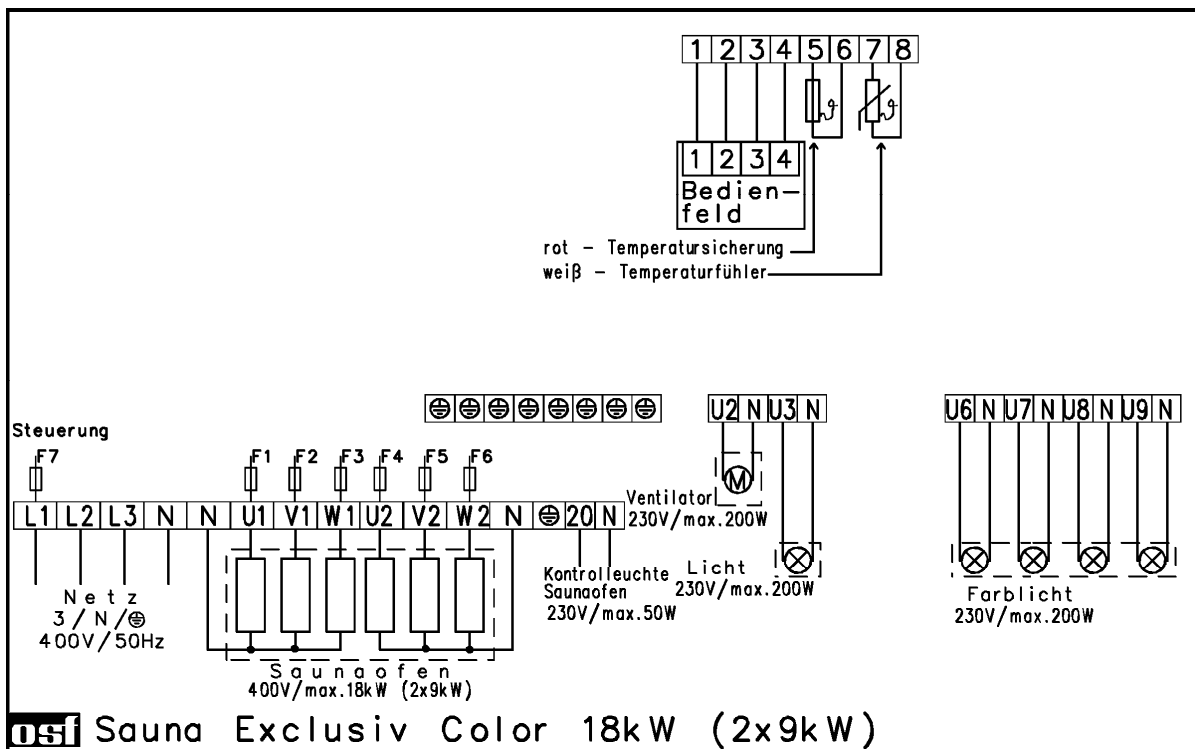 1 2 3 4 5 6 7 8
1 2 3 4
Bedien-
feld
rot - Temperatursicherung
weiß - Temperaturfühler
U2 N U3 N
U6 N U7 N U8 N U9 N
Steuerung
F7 F1 F2 F3 F4 F5 F6
L1 L2 L3 N N U1 V1 W1 U2 V2 W2 N 20 N
M
Ventilator
230V/max.200W
Netz
3/N/⏚
400V/50Hz
Kontrolleuchte
Saunaofen
230V/max.50W
Licht
230V/max.200W
Farblicht
230V/max.200W
Saunaofen
400V/max.18kW (2x9kW)
osf Sauna Exclusiv Color 18kW (2x9kW)